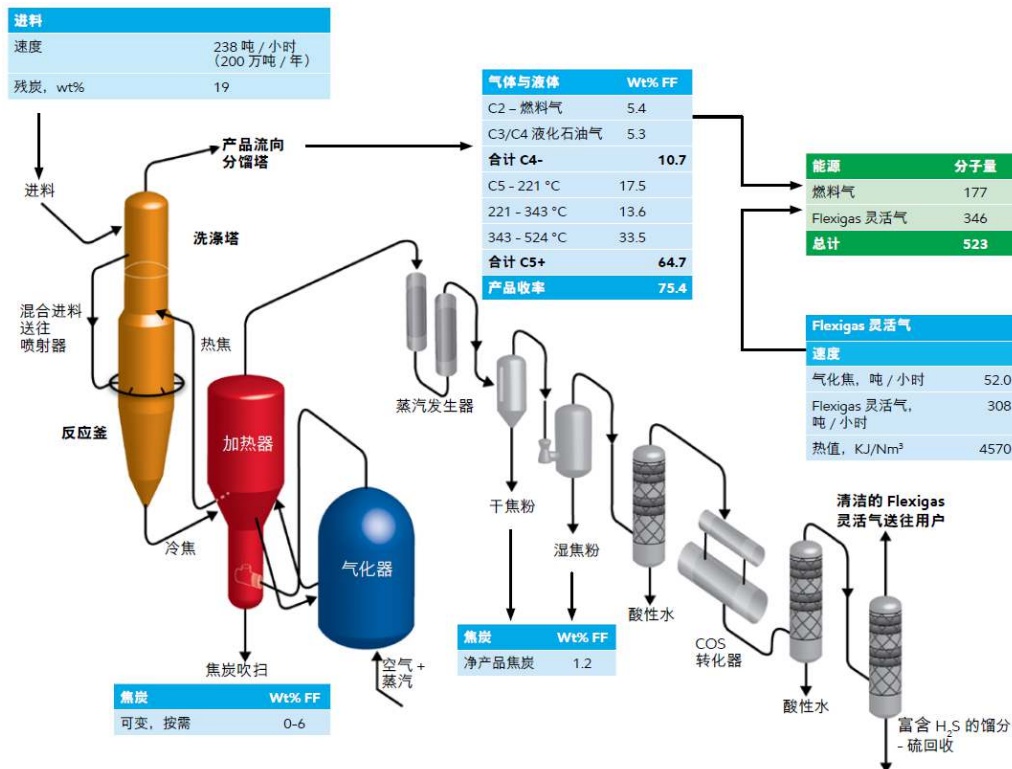 进料
速度 238 吨 / 小时
（200 万吨 / 年）
残炭，wt% 19
进料
产品流向
分馏塔
洗涤塔
混合进料
送往
喷射器
热焦
反应釜
冷焦
加热器
气化器
空气 +
蒸汽
焦炭吹扫
焦炭 Wt% FF
可变，按需 0-6
气体与液体 Wt% FF
C2 – 燃料气 5.4
C3/C4 液化石油气 5.3
合计 C4- 10.7
C5 - 221 °C 17.5
221 - 343 °C 13.6
343 - 524 °C 33.5
合计 C5+ 64.7
产品收率 75.4
能源 分子量
燃料气 177
Flexigas 灵活气 346
总计 523
Flexigas 灵活气
速度
气化焦，吨 / 小时 52.0
Flexigas 灵活气， 308
吨 / 小时
热值，KJ/Nm³ 4570
蒸汽发生器
干焦粉
湿焦粉
焦炭 Wt% FF
净产品焦炭 1.2
酸性水
COS
转化器
酸性水
清洁的 Flexigas
灵活气送往用户
富含 H₂S 的馏分
- 硫回收